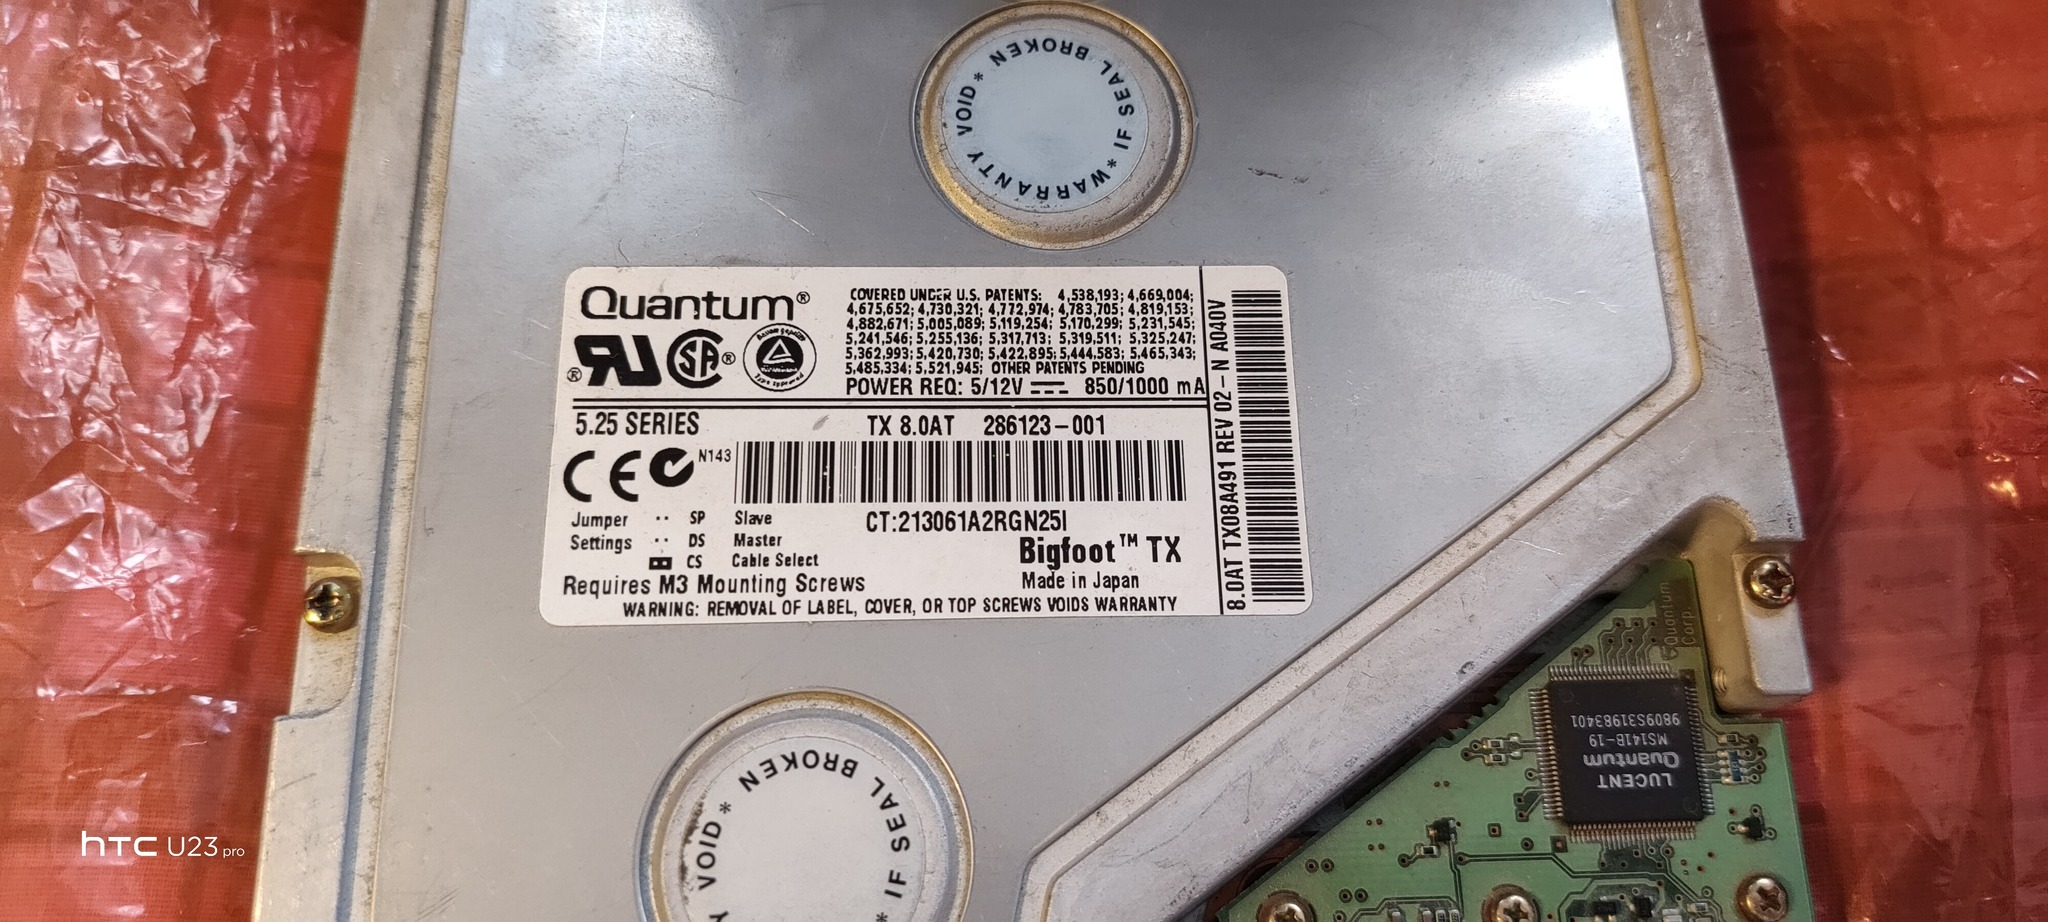 *WARRANTY VOID* IF SEAL BROKEN
Quantum®
COVERED UNDER U.S. PATENTS: 4,538,193; 4,669,004;
4,675,652; 4,730,321; 4,772,974; 4,783,705; 4,819,153;
4,882,671; 5,005,089; 5,119,254; 5,170,299; 5,231,545;
5,241,546; 5,255,136; 5,317,713; 5,319,511; 5,325,247;
5,362,993; 5,420,730; 5,422,895; 5,444,583; 5,465,343;
5,485,334; 5,521,945; OTHER PATENTS PENDING
POWER REQ: 5/12V 850/1000 mA
5.25 SERIES TX 8.0AT 286123-001
CE N143
CT:213061A2RGN25I
Jumper SP Slave
Settings DS Master
CS Cable Select
Bigfoot™ TX
Requires M3 Mounting Screws Made in Japan
WARNING: REMOVAL OF LABEL, COVER, OR TOP SCREWS VOIDS WARRANTY
8.0AT TX08A491 REV 02-N A040V
VOID* IF SEAL BROKEN
Quantum
Corp.
LUCENT
Quantum
MS141B-19
9809S31983401
hTC U23 pro